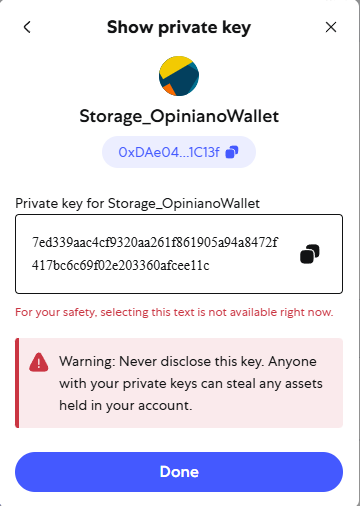 Show private key
Storage_OpinianoWallet
0xDAe04...1C13f
Private key for Storage_OpinianoWallet
7ed339aac4cf9320aa261f861905a94a8472f
417bc6c69f02e203360afcee11c
For your safety, selecting this text is not available right now.
Warning: Never disclose this key. Anyone
with your private keys can steal any assets
held in your account.
Done